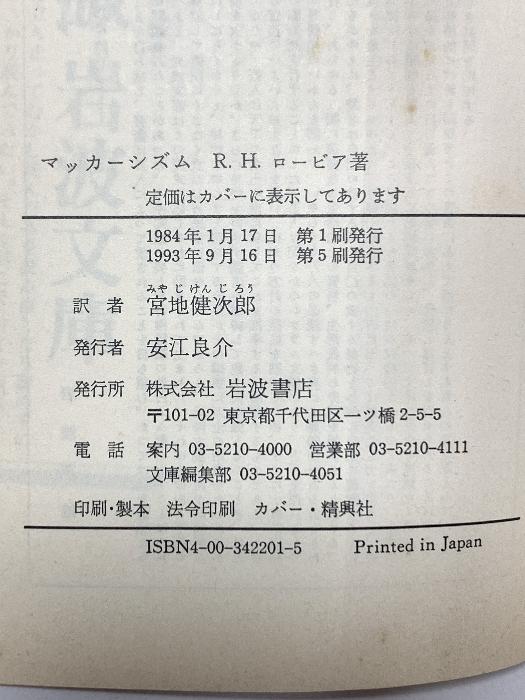 マッカーシズム　R. H. ロービア著
定価はカバーに表示してあります
1984年1月17日　第1刷発行
1993年9月16日　第5刷発行
みやじけんじろう
訳者　宮地健次郎
発行者　安江良介
発行所　株式会社 岩波書店
〒101-02 東京都千代田区一ツ橋2-5-5
電話　案内 03-5210-4000　営業部 03-5210-4111
文庫編集部 03-5210-4051
印刷・製本　法令印刷　カバー・精興社
ISBN4-00-342201-5　Printed in Japan